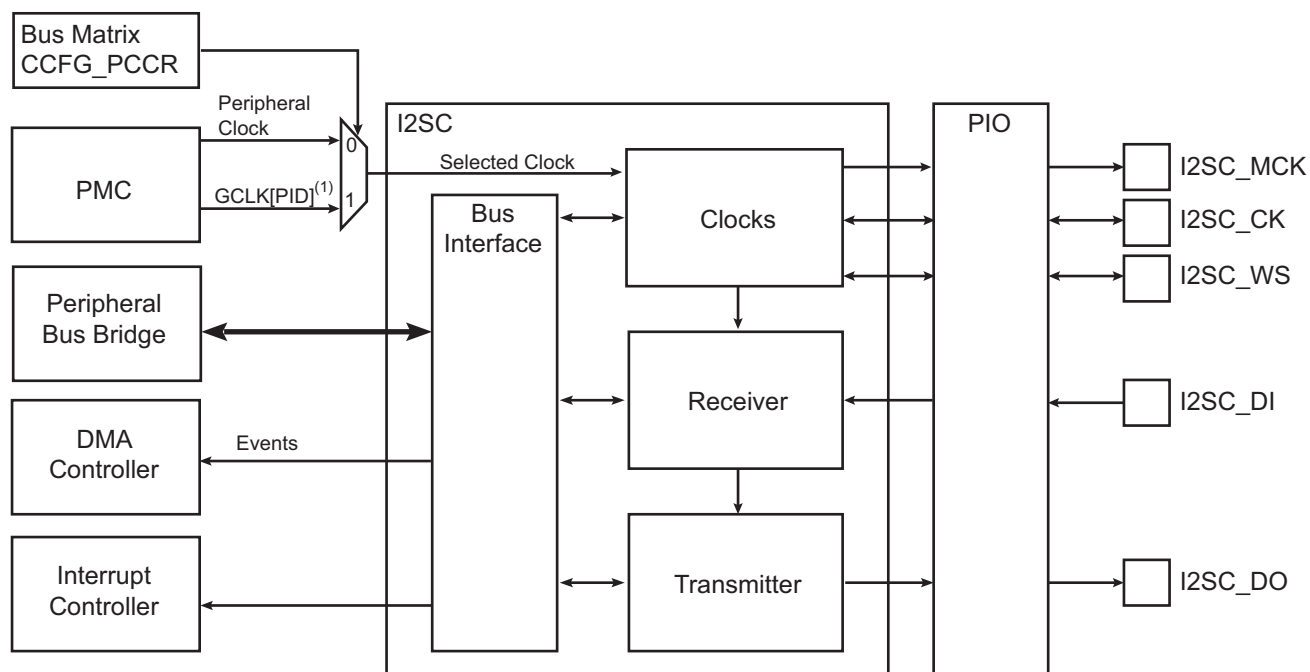 Bus Matrix
CCFG_PCCR
Peripheral
Clock
PMC
GCLK[PID](1)
0
1
I2SC
Selected Clock
Bus
Interface
Clocks
PIO
I2SC_MCK
I2SC_CK
I2SC_WS
Peripheral
Bus Bridge
Receiver
I2SC_DI
DMA
Controller
Events
Interrupt
Controller
Transmitter
I2SC_DO